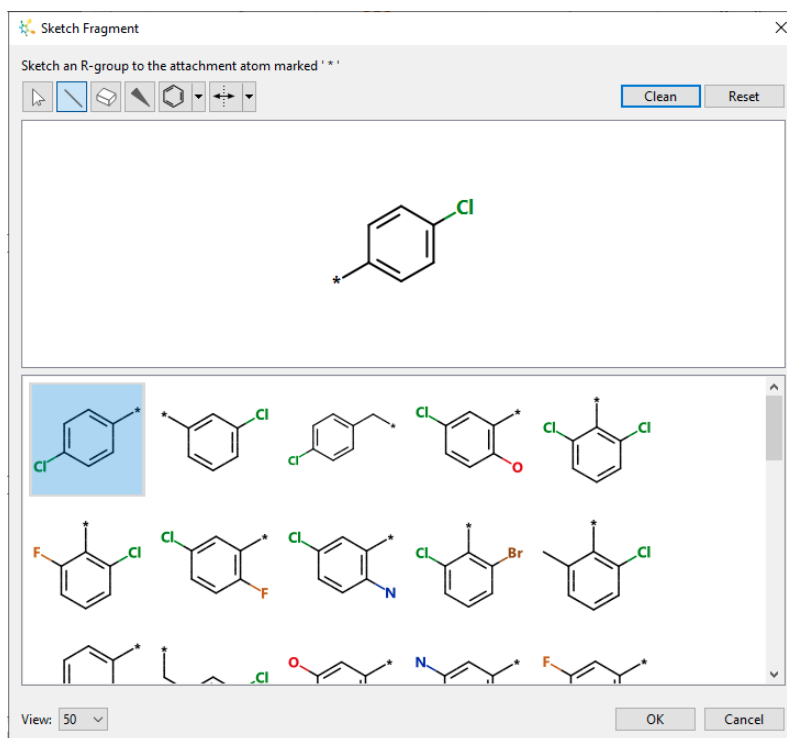 Sketch Fragment
Sketch an R-group to the attachment atom marked ' * '
Clean Reset
Cl
*
* * Cl * Cl * *
Cl Cl Cl O Cl
* Cl * Cl * * *
F Cl Cl Br Cl
F N
* * O * N * F *
Cl
View: 50 OK Cancel